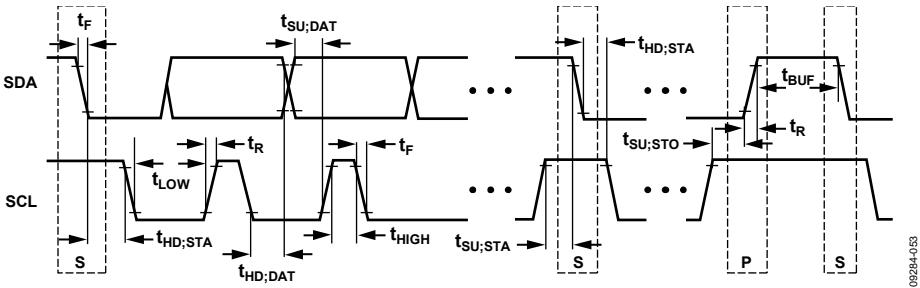 tF
tSU;DAT
tHD;STA
SDA
tBUF
tR
tF
tSU;STO
tR
tLOW
SCL
tHD;STA
tHIGH
tSU;STA
tHD;DAT
S
S
P
S
09284-053